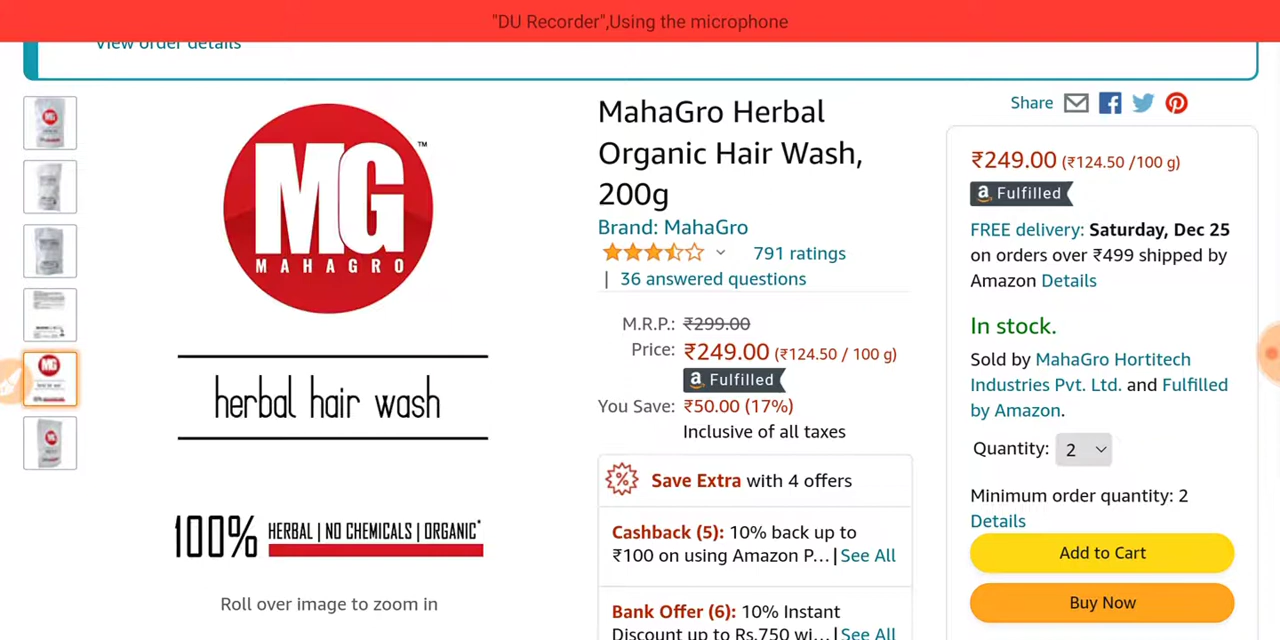 "DU Recorder",Using the microphone
View order details
MG
™
MAHAGRO
herbal hair wash
100% HERBAL | NO CHEMICALS | ORGANIC*
Roll over image to zoom in
MahaGro Herbal
Organic Hair Wash,
200g
Brand: MahaGro
791 ratings
| 36 answered questions
M.R.P.: ₹299.00
Price: ₹249.00 (₹124.50 / 100 g)
a Fulfilled
You Save: ₹50.00 (17%)
Inclusive of all taxes
Save Extra with 4 offers
Cashback (5): 10% back up to
₹100 on using Amazon P... | See All
Bank Offer (6): 10% Instant
Discount up to Rs.750 wi... | See All
Share
₹249.00 (₹124.50 /100 g)
a Fulfilled
FREE delivery: Saturday, Dec 25
on orders over ₹499 shipped by
Amazon Details
In stock.
Sold by MahaGro Hortitech
Industries Pvt. Ltd. and Fulfilled
by Amazon.
Quantity: 2
Minimum order quantity: 2
Details
Add to Cart
Buy Now